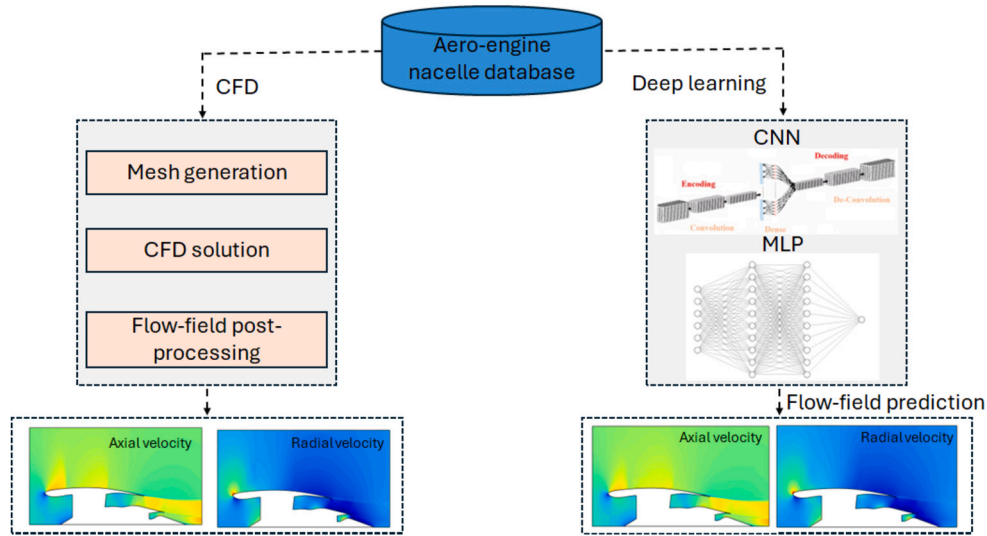 Aero-engine
nacelle database
CFD
Deep learning
Mesh generation
CFD solution
Flow-field post-
processing
CNN
Decoding
Encoding
De-Convolution
Convolution
Dense
MLP
Flow-field prediction
Axial velocity
Radial velocity
Axial velocity
Radial velocity